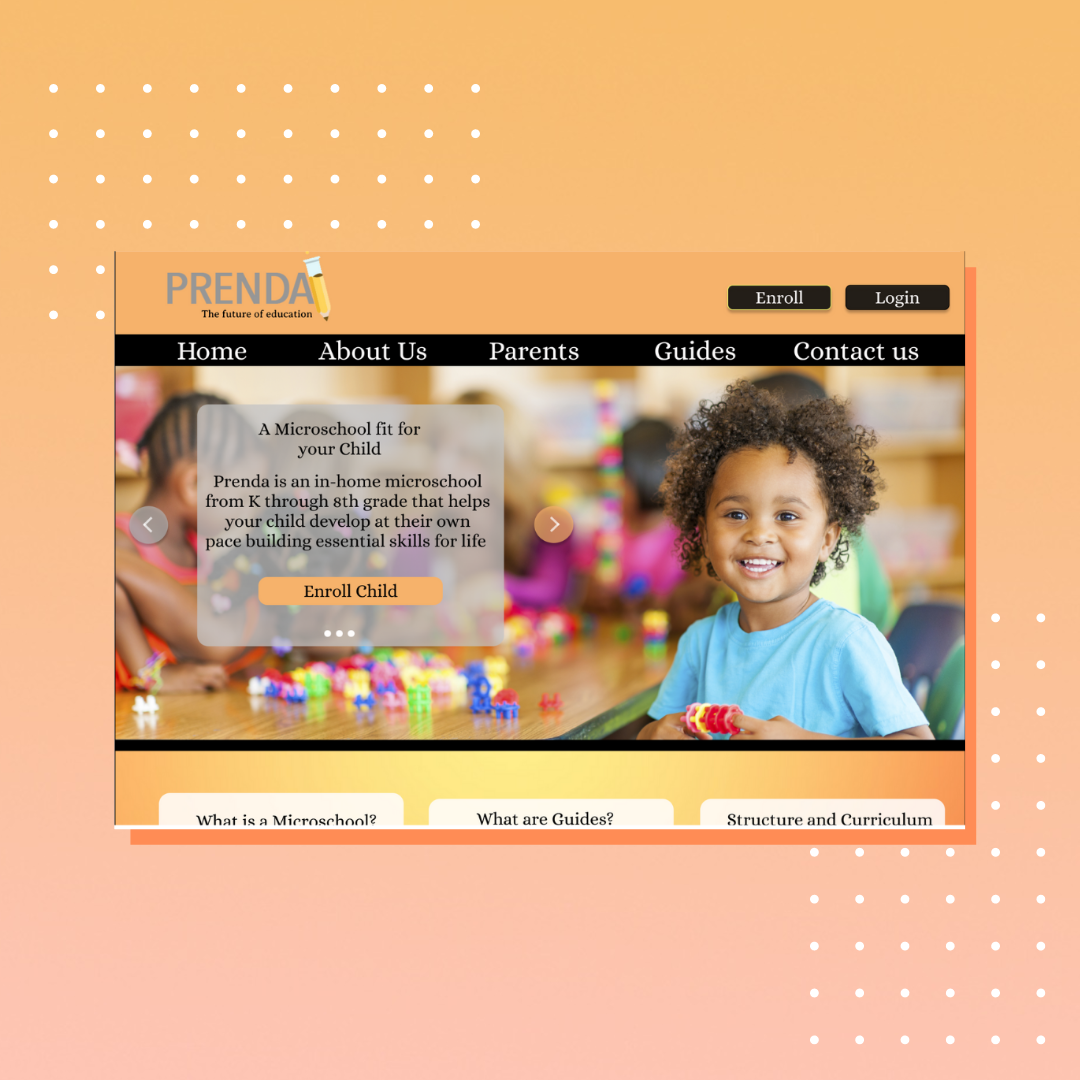 PRENDA
The future of education
Enroll
Login
Home
About Us
Parents
Guides
Contact us
A Microschool fit for
your Child
Prenda is an in-home microschool
from K through 8th grade that helps
your child develop at their own
pace building essential skills for life
Enroll Child
What is a Microschool?
What are Guides?
Structure and Curriculum